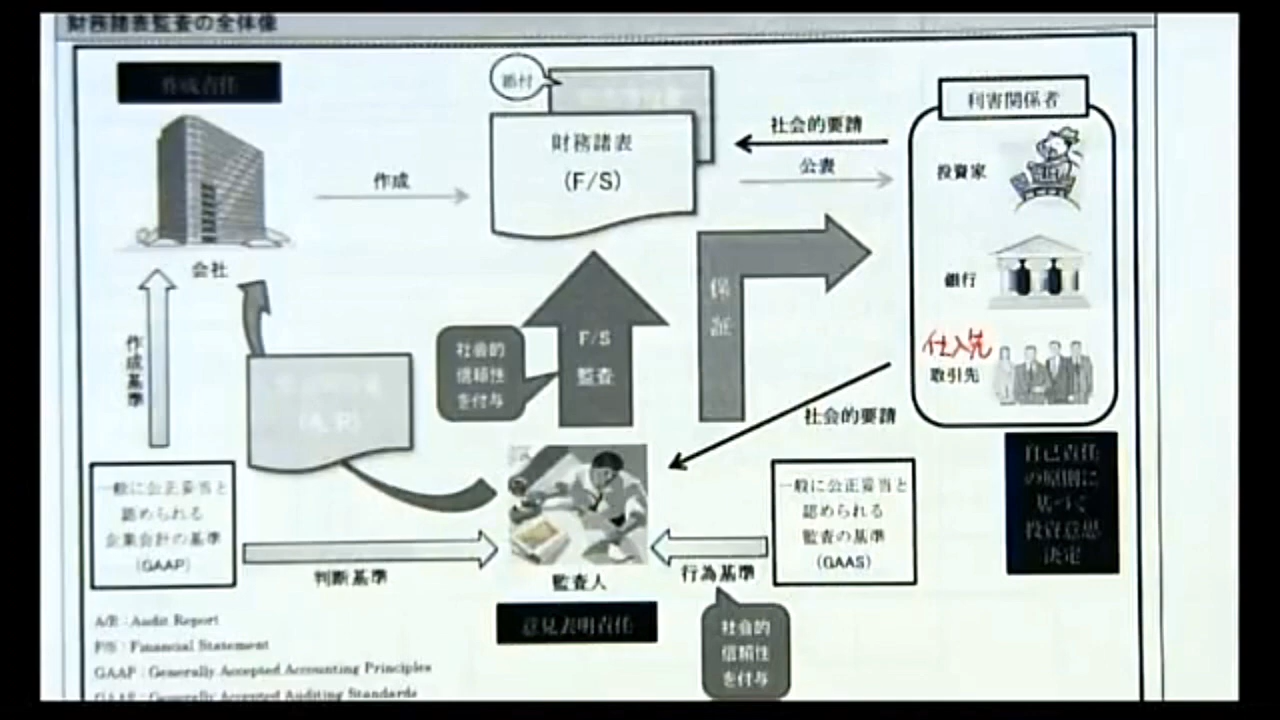 財務諸表監査の全体像
作成責任
添付
財務諸表
(F/S)
社会的要請
公表
利害関係者
投資家
銀行
仕入先
取引先
作成
会社
作成基準
社会的
信頼性
を付与
F/S
監査
保証
社会的要請
(A/R)
自己責任
の原則に
基づく
投資意思
決定
一般に公正妥当と
認められる
企業会計の基準
(GAAP)
判断基準
監査人
行為基準
一般に公正妥当と
認められる
監査の基準
(GAAS)
意見表明責任
社会的
信頼性
を付与
A/R : Audit Report
F/S : Financial Statement
GAAP : Generally Accepted Accounting Principles
GAAS : Generally Accepted Auditing Standards